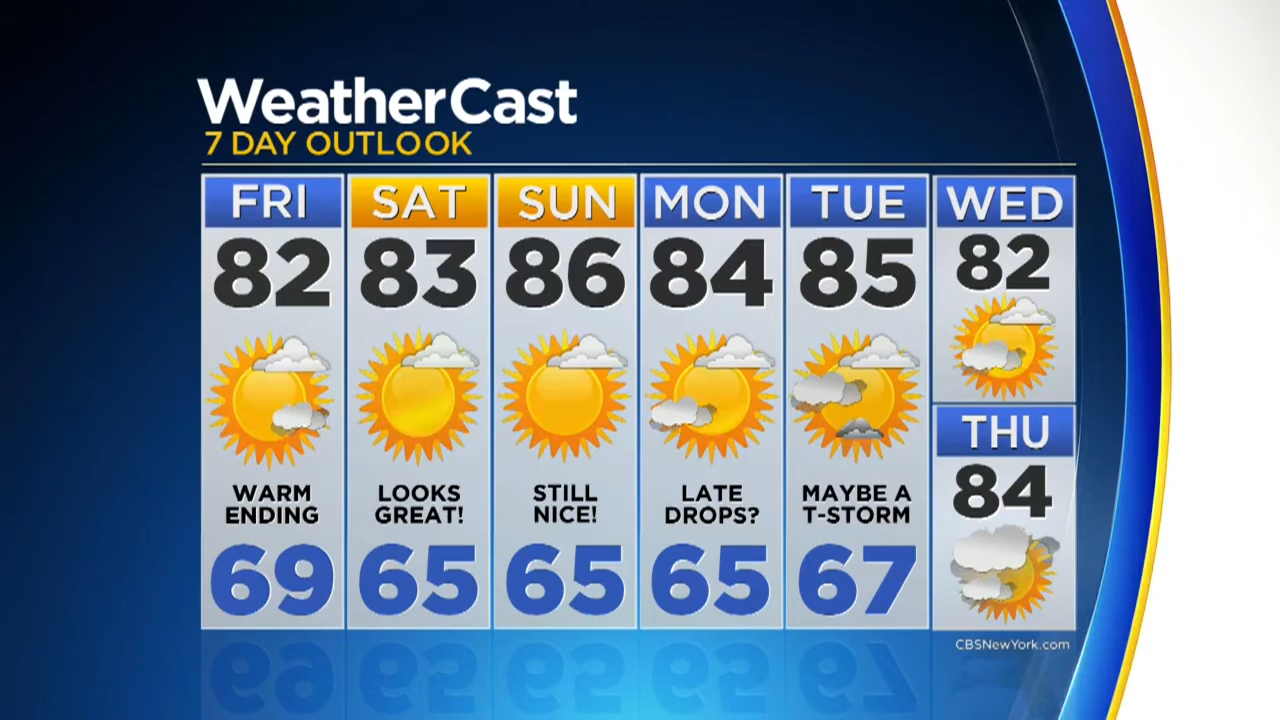 WeatherCast
7 DAY OUTLOOK
FRI
82
WARM
ENDING
69
SAT
83
LOOKS
GREAT!
65
SUN
86
STILL
NICE!
65
MON
84
LATE
DROPS?
65
TUE
85
MAYBE A
T-STORM
67
WED
82
THU
84
CBSNewYork.com